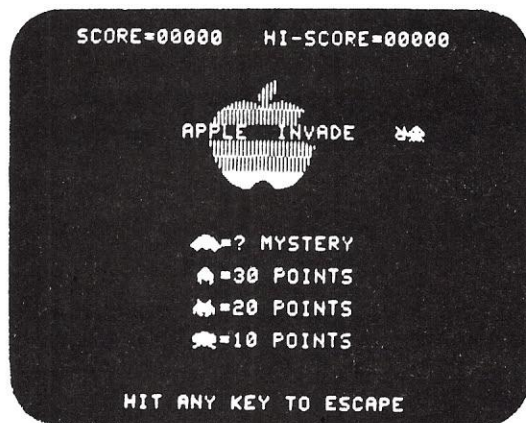 SCORE=00000 HI-SCORE=00000
APPLE INVADE
=? MYSTERY
=30 POINTS
=20 POINTS
=10 POINTS
HIT ANY KEY TO ESCAPE